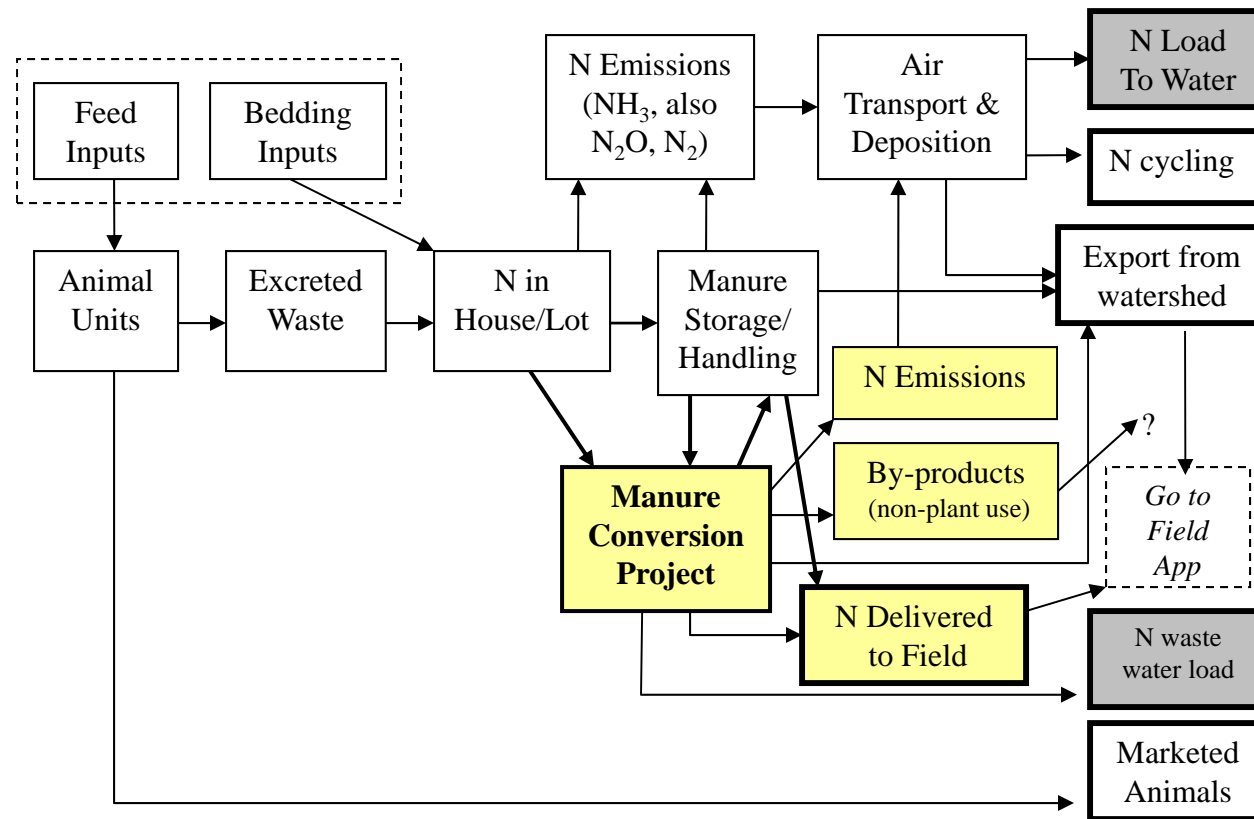 Feed
Inputs
Bedding
Inputs
N Emissions
(NH₃, also
N₂O, N₂)
Air
Transport &
Deposition
N Load
To Water
N cycling
Animal
Units
Excreted
Waste
N in
House/Lot
Manure
Storage/
Handling
Export from
watershed
N Emissions
By-products
(non-plant use)
?
Manure
Conversion
Project
Go to
Field
App
N Delivered
to Field
N waste
water load
Marketed
Animals